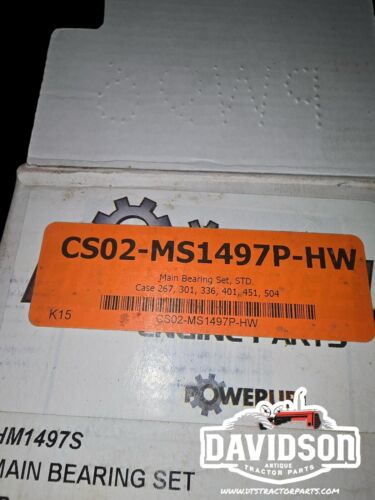 CS02-MS1497P-HW
Main Bearing Set, STD.
Case 267, 301, 336, 401, 451, 504
CS02-MS1497P-HW
K15
ENGINE PARTS
POWERUP
HM1497S
MAIN BEARING SET
DAVIDSON
ANTIQUE
TRACTOR PARTS
WWW.DTSTRACTORPARTS.COM